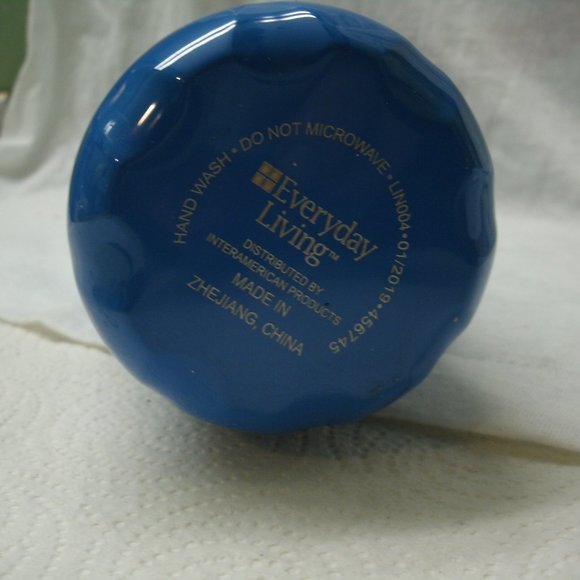 HAND WASH • DO NOT MICROWAVE • LIN004 • 01/2019 • 456745
Everyday
Living™
DISTRIBUTED BY
INTERAMERICAN PRODUCTS
MADE IN
ZHEJIANG, CHINA